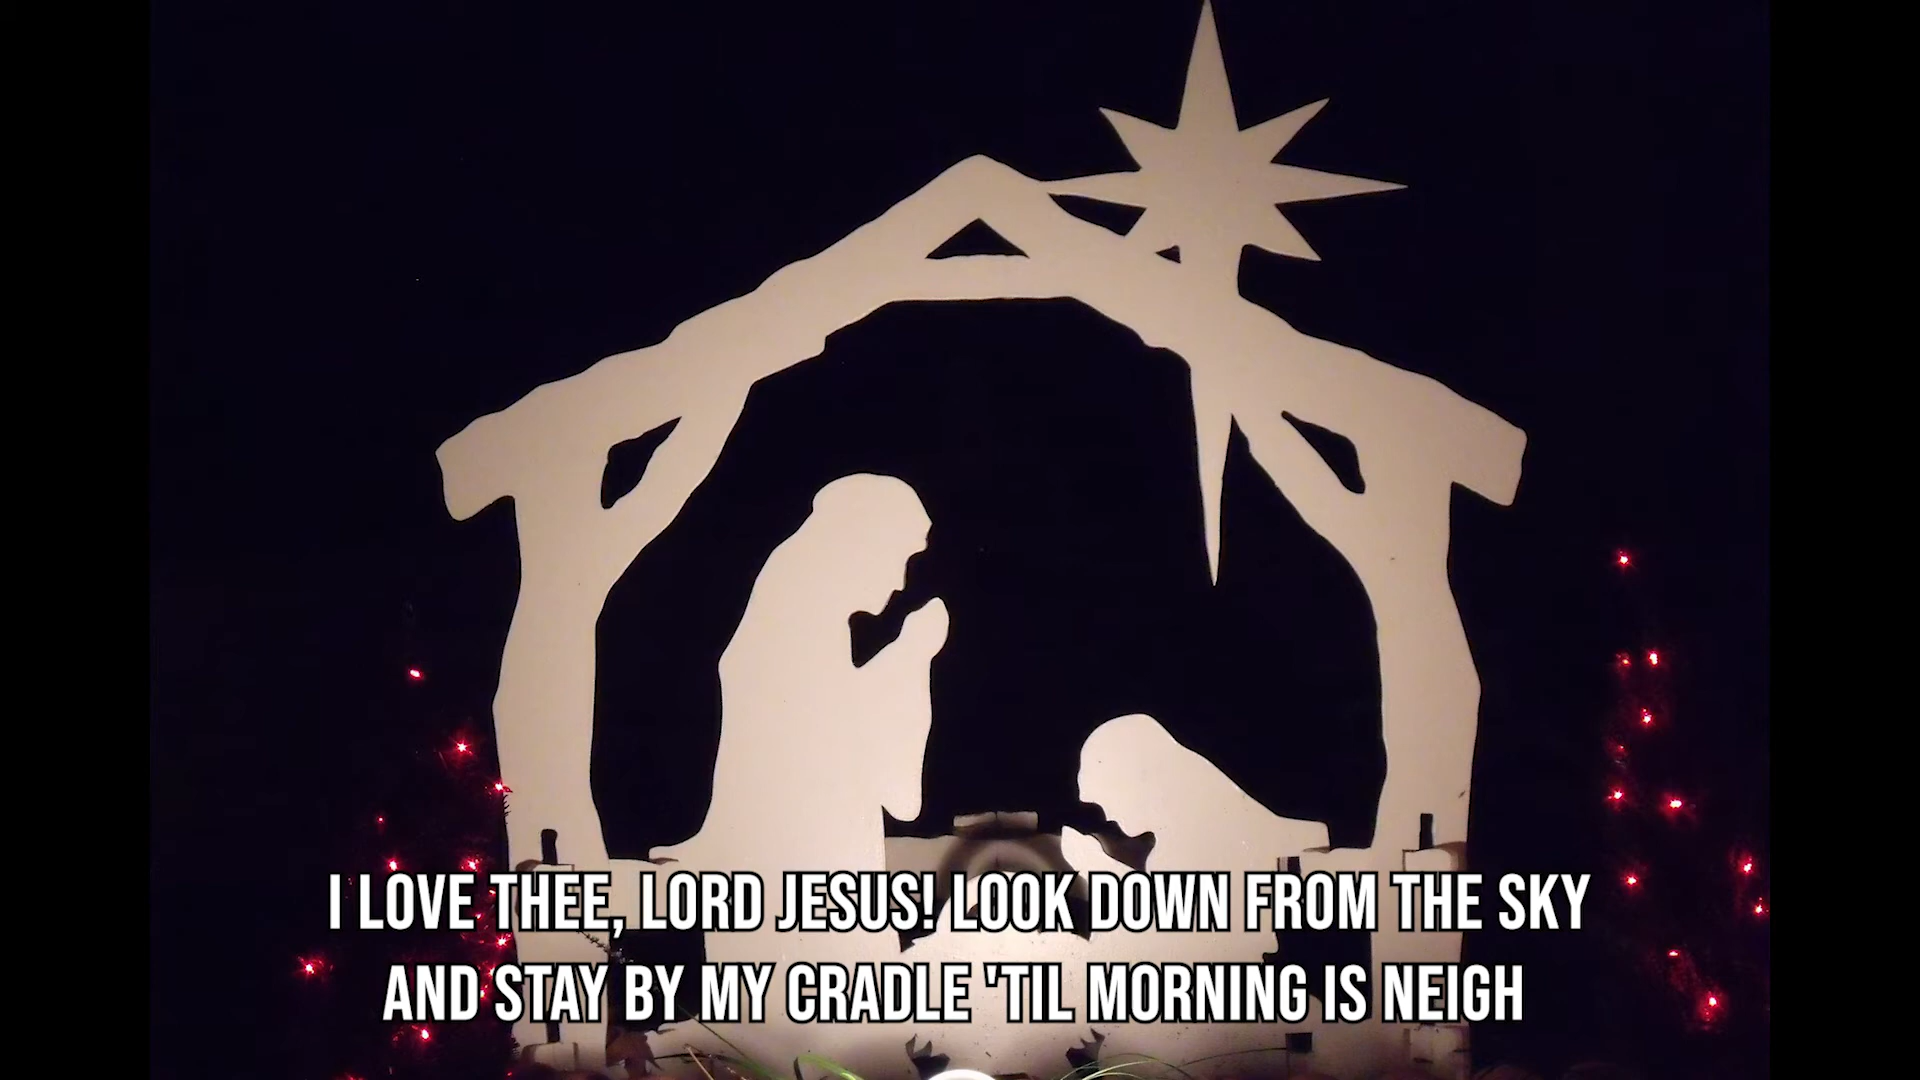 I LOVE THEE, LORD JESUS! LOOK DOWN FROM THE SKY
AND STAY BY MY CRADLE 'TIL MORNING IS NEIGH